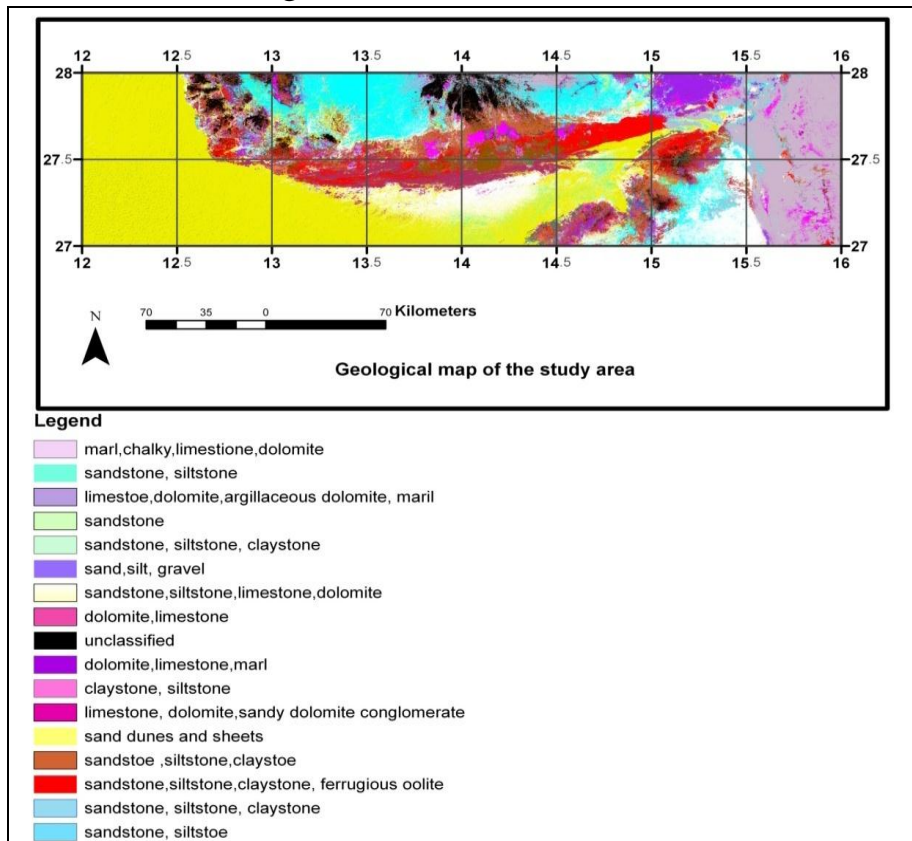 12 12.5 13 13.5 14 14.5 15 15.5 16
28 28
27.5 27.5
27 27
12 12.5 13 13.5 14 14.5 15 15.5 16
N 70 35 0 70 Kilometers
Geological map of the study area
Legend
marl,chalky,limestione,dolomite
sandstone, siltstone
limestoe,dolomite,argillaceous dolomite, maril
sandstone
sandstone, siltstone, claystone
sand,silt, gravel
sandstone,siltstone,limestone,dolomite
dolomite,limestone
unclassified
dolomite,limestone,marl
claystone, siltstone
limestone, dolomite,sandy dolomite conglomerate
sand dunes and sheets
sandstoe ,siltstone,claystoe
sandstone,siltstone,claystone, ferrugious oolite
sandstone, siltstone, claystone
sandstone, siltstoe